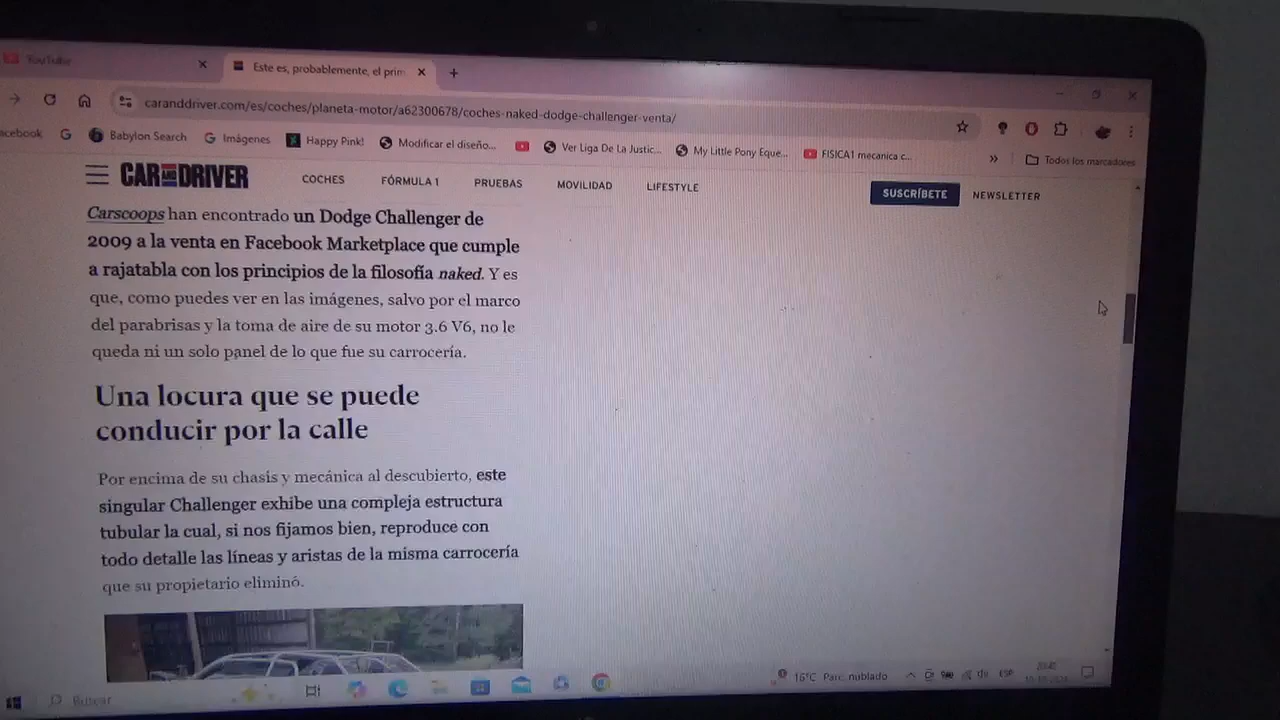 YouTube
Este es, probablemente, el prim
caranddriver.com/es/coches/planeta-motor/a62300678/coches-naked-dodge-challenger-venta/
acebook
Babylon Search
Imágenes
Happy Pink!
Modificar el diseño...
Ver Liga De La Justic...
My Little Pony Eque...
FISICA1 mecanica c...
»
Todos los marcadores
CAR AND DRIVER
COCHES
FÓRMULA 1
PRUEBAS
MOVILIDAD
LIFESTYLE
SUSCRÍBETE
NEWSLETTER
Carscoops han encontrado un Dodge Challenger de
2009 a la venta en Facebook Marketplace que cumple
a rajatabla con los principios de la filosofía naked. Y es
que, como puedes ver en las imágenes, salvo por el marco
del parabrisas y la toma de aire de su motor 3.6 V6, no le
queda ni un solo panel de lo que fue su carrocería.
Una locura que se puede
conducir por la calle
Por encima de su chasis y mecánica al descubierto, este
singular Challenger exhibe una compleja estructura
tubular la cual, si nos fijamos bien, reproduce con
todo detalle las líneas y aristas de la misma carrocería
que su propietario eliminó.
Buscar
16°C Parc. nublado
ESP